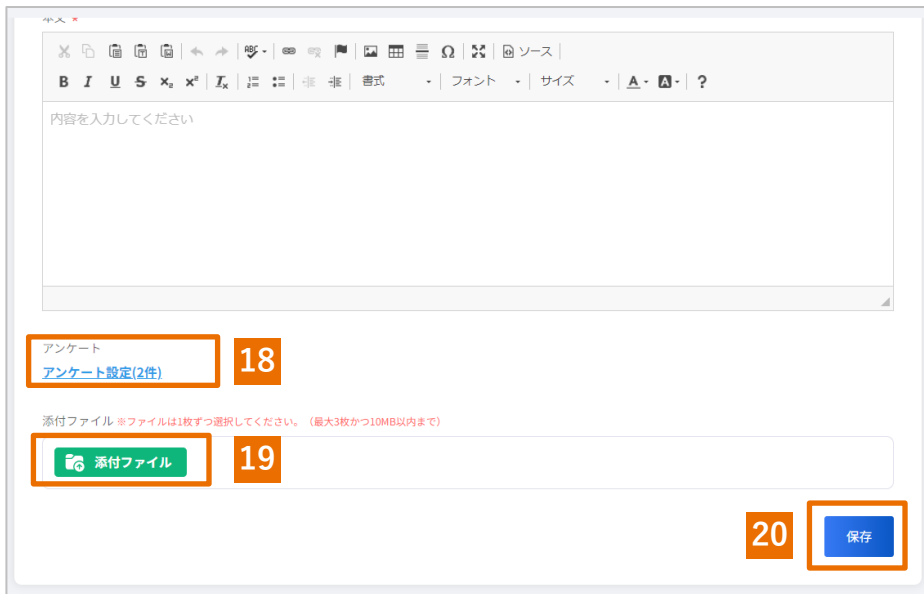 本文 *
ソース
B I U S x₂ x² Iₓ 書式 フォント サイズ A A ?
内容を入力してください
アンケート
アンケート設定(2件)
18
添付ファイル ※ファイルは1枚ずつ選択してください。（最大3枚かつ10MB以内まで）
添付ファイル
19
20
保存